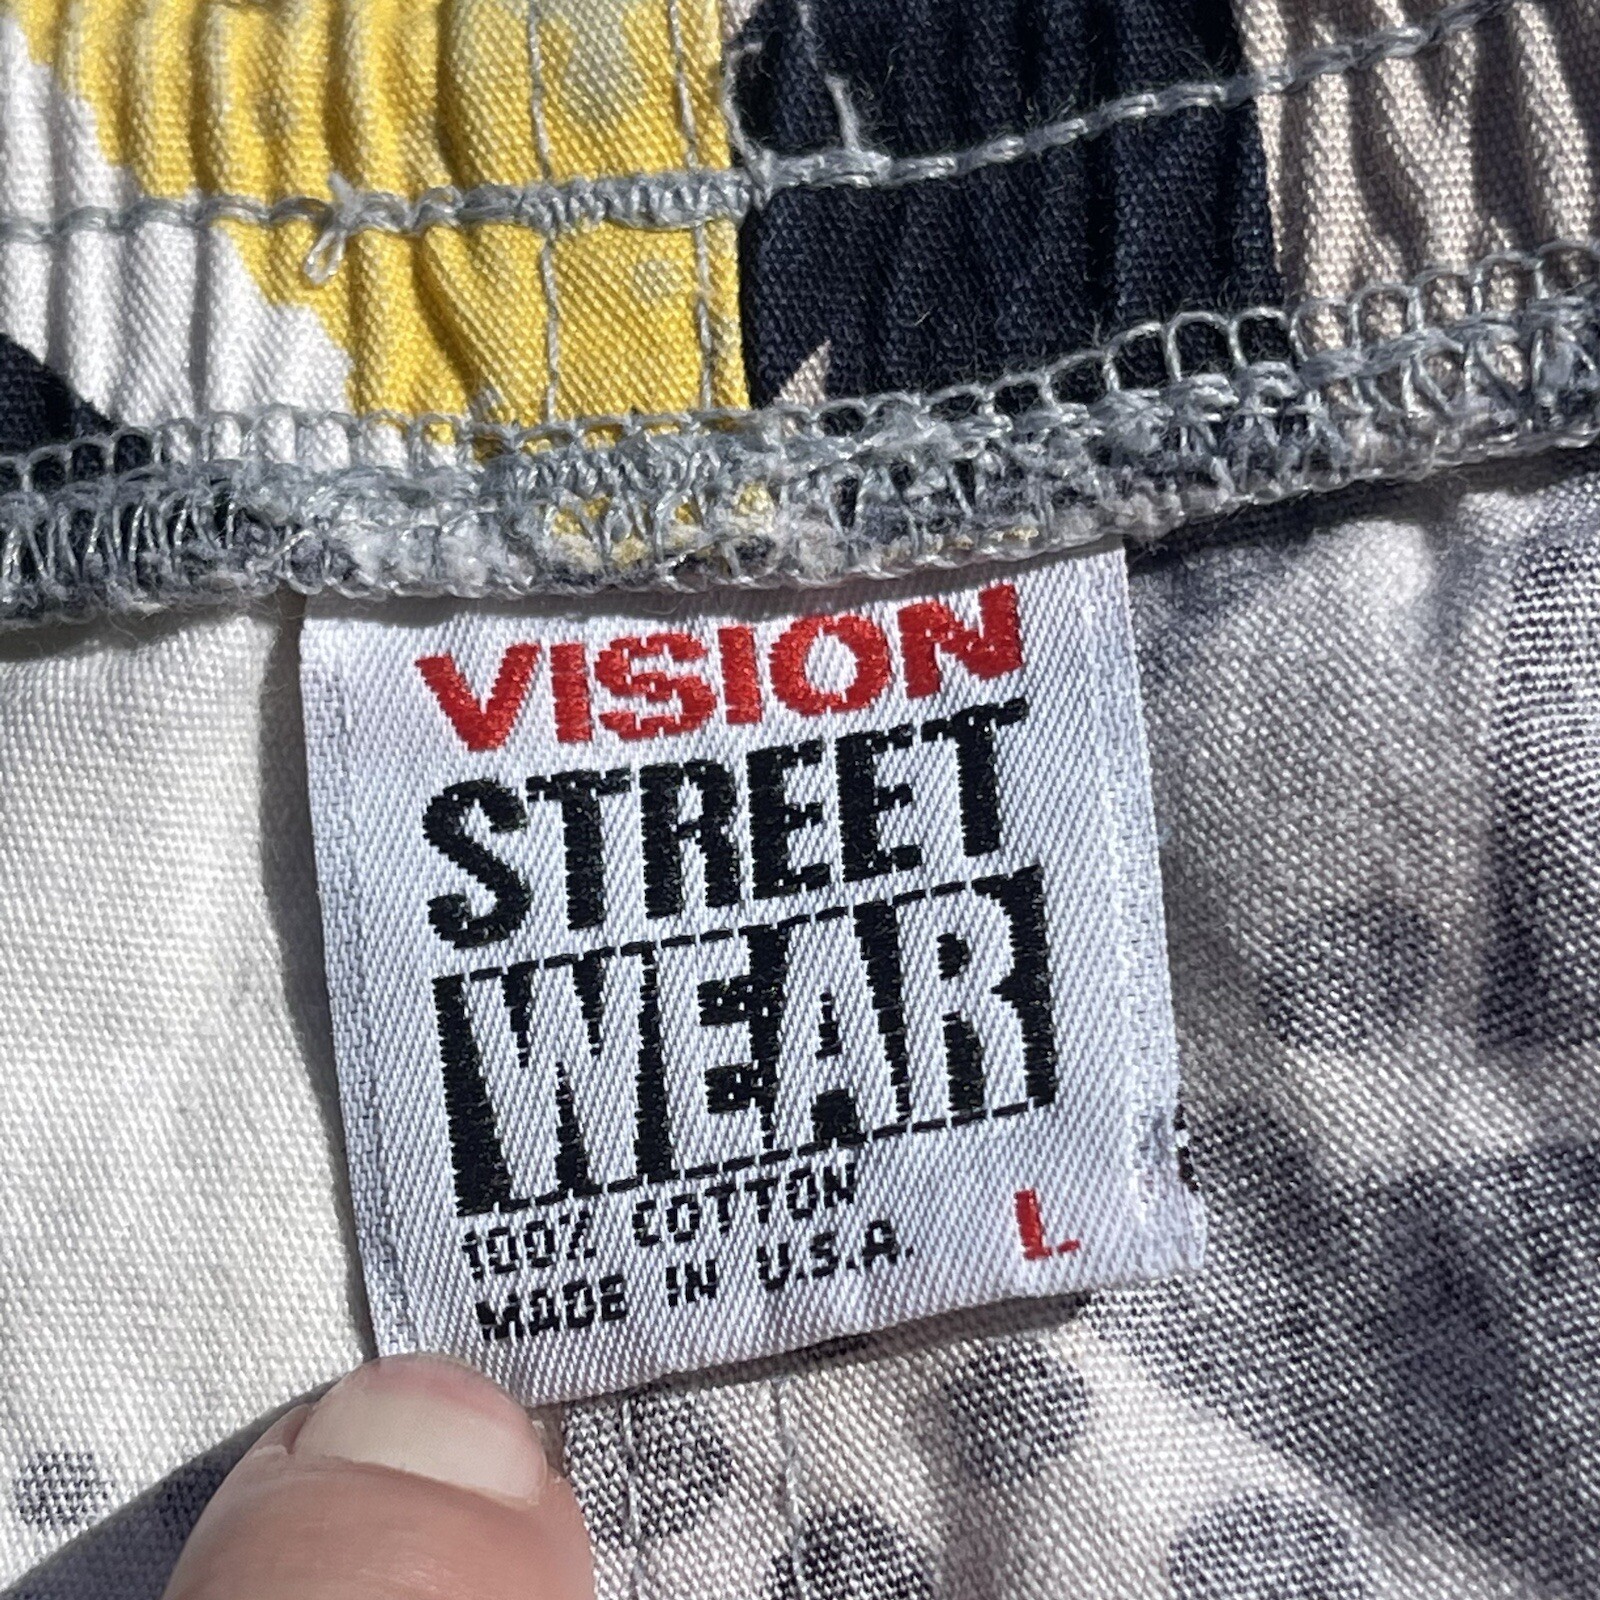 VISION
STREET
WEAR
100% COTTON
MADE IN U.S.A. L